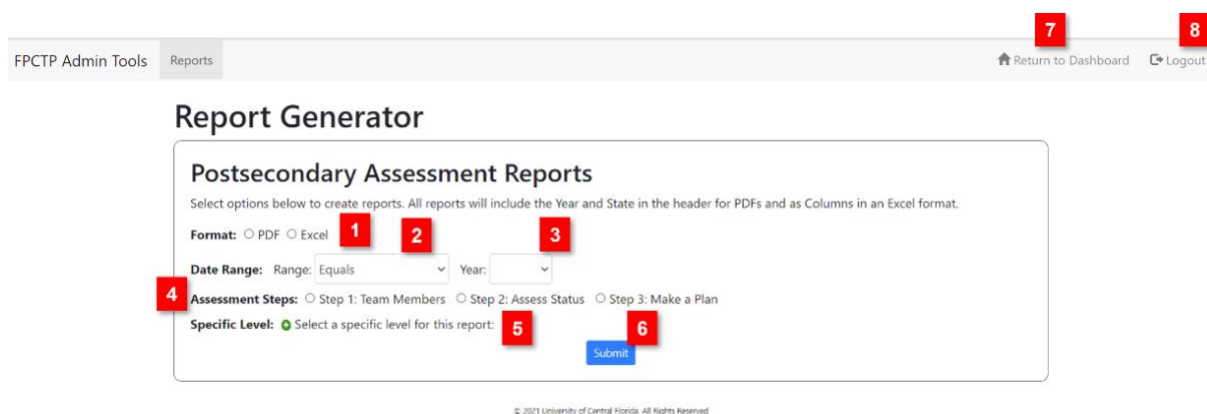 7 8
FPCTP Admin Tools Reports Return to Dashboard Logout
Report Generator
Postsecondary Assessment Reports
Select options below to create reports. All reports will include the Year and State in the header for PDFs and as Columns in an Excel format.
Format: PDF Excel 1 2 3
Date Range: Range: Equals Year:
4 Assessment Steps: Step 1: Team Members Step 2: Assess Status Step 3: Make a Plan
Specific Level: Select a specific level for this report: 5 6
Submit
© 2021 University of Central Florida. All Rights Reserved